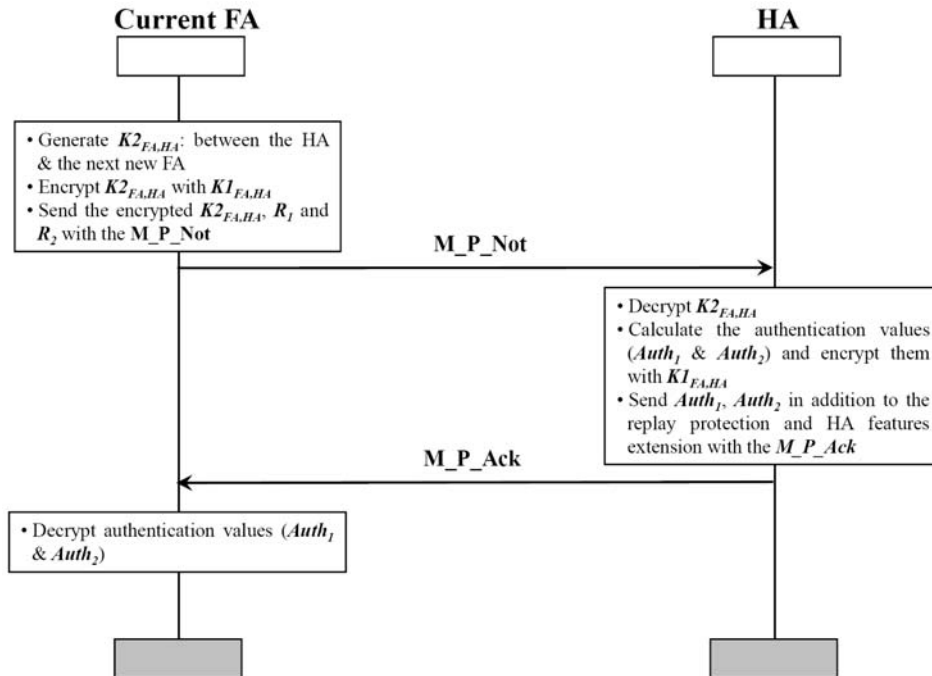 Current FA
HA
• Generate K2FA,HA: between the HA
& the next new FA
• Encrypt K2FA,HA with K1FA,HA
• Send the encrypted K2FA,HA, R1 and
R2 with the M_P_Not
M_P_Not
• Decrypt K2FA,HA
• Calculate the authentication values
(Auth1 & Auth2) and encrypt them
with K1FA,HA
• Send Auth1, Auth2 in addition to the
replay protection and HA features
extension with the M_P_Ack
M_P_Ack
• Decrypt authentication values (Auth1
& Auth2)